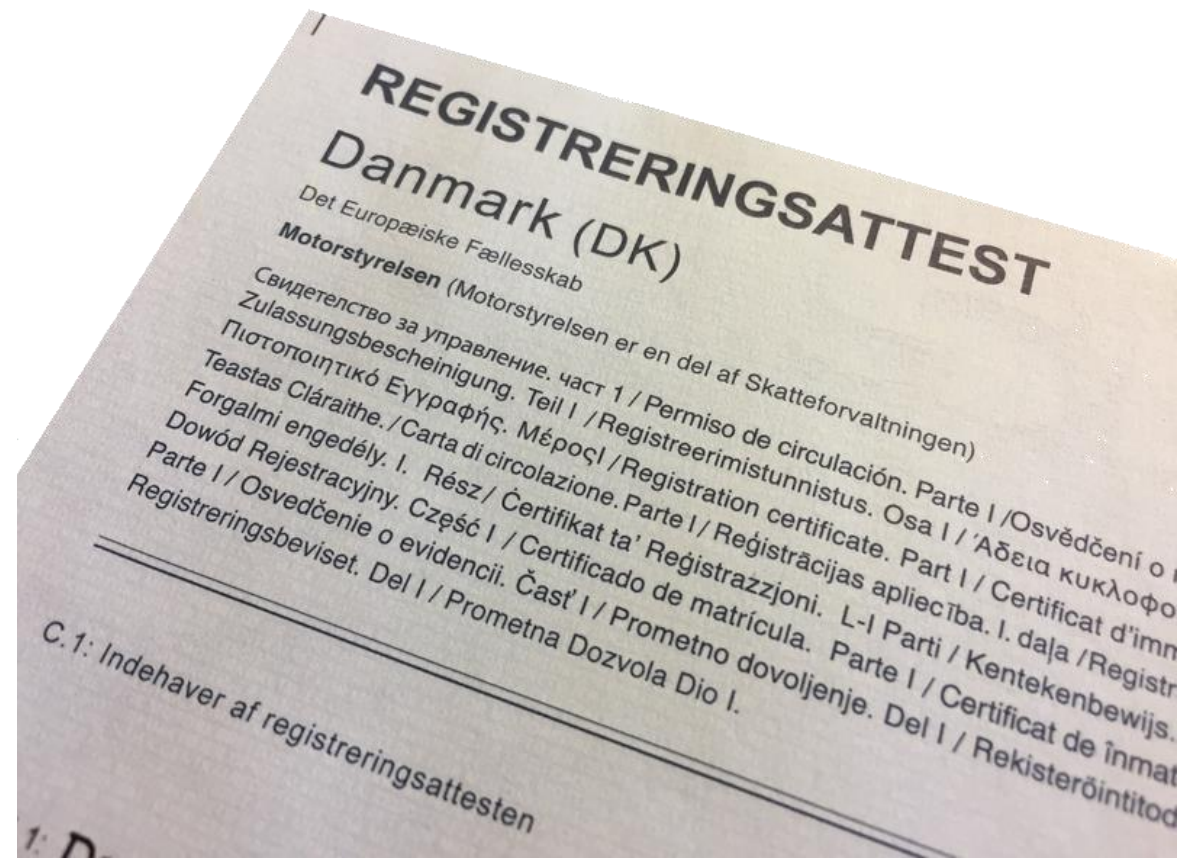 REGISTRERINGSATTEST
Danmark (DK)
Det Europæiske Fællesskab
Motorstyrelsen (Motorstyrelsen er en del af Skatteforvaltningen)
Свидетелство за управление. част 1 / Permiso de circulación. Parte I /Osvědčení o
Zulassungsbescheinigung. Teil I / Registreerimistunnistus. Osa I / Άδεια κυκλοφο
Πιστοποιητικό Εγγραφής. ΜέροςΙ / Registration certificate. Part I / Certificat d'imm
Teastas Cláraithe. / Carta di circolazione. Parte I / Reģistrācijas apliecība. I. daļa /Registr
Forgalmi engedély. I. Rész / Ċertifikat ta' Reġistrazzjoni. L-I Parti / Kentekenbewijs.
Dowód Rejestracyjny. Część I / Certificado de matrícula. Parte I / Certificat de înmat
Parte I / Osvedčenie o evidencii. Časť I / Prometno dovoljenje. Del I / Rekisteröintitod
Registreringsbeviset. Del I / Prometna Dozvola Dio I.
C.1: Indehaver af registreringsattesten
1: